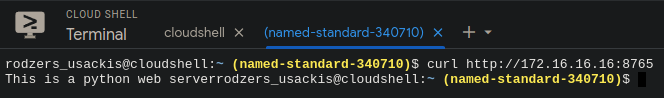 CLOUD SHELL
Terminal
cloudshell × (named-standard-340710) × +
rodzers_usackis@cloudshell:~ (named-standard-340710)$ curl http://172.16.16.16:8765
This is a python web serverrodzers_usackis@cloudshell:~ (named-standard-340710)$